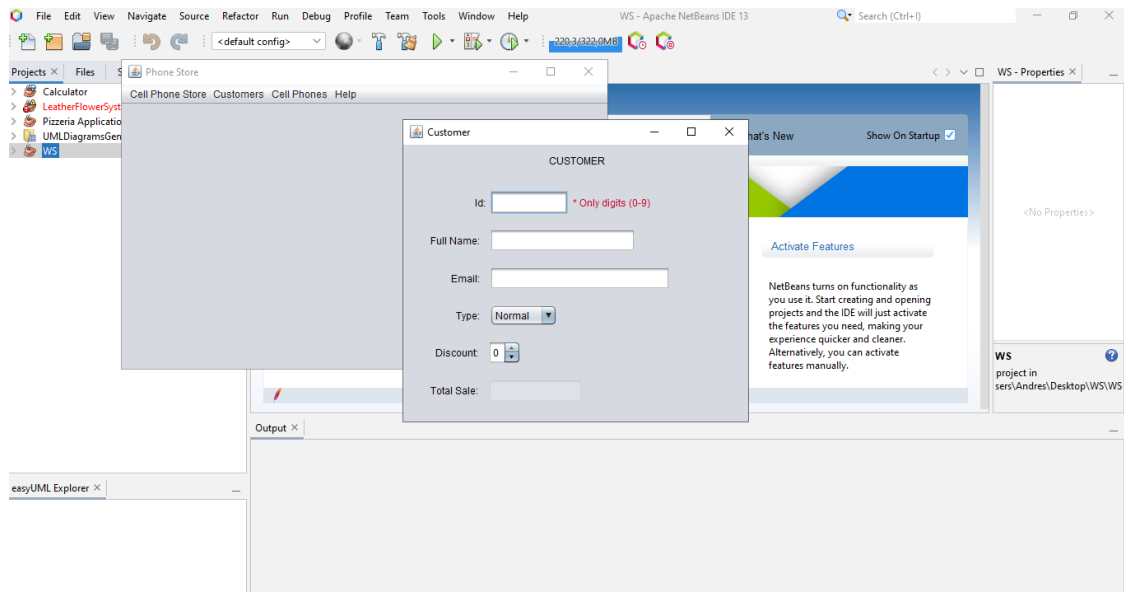 File Edit View Navigate Source Refactor Run Debug Profile Team Tools Window Help WS - Apache NetBeans IDE 13 Search (Ctrl+I)
<default config> 220,3/322,0MB
Projects Files S
Calculator
LeatherFlowerSyst
Pizzeria Applicatio
UMLDiagramsGen
WS
Phone Store
Cell Phone Store Customers Cell Phones Help
Customer
CUSTOMER
Id: * Only digits (0-9)
Full Name:
Email:
Type: Normal
Discount: 0
Total Sale:
hat's New Show On Startup
Activate Features
NetBeans turns on functionality as
you use it. Start creating and opening
projects and the IDE will just activate
the features you need, making your
experience quicker and cleaner.
Alternatively, you can activate
features manually.
WS - Properties
<No Properties>
WS
project in
sers\Andres\Desktop\WS\WS
Output
easyUML Explorer